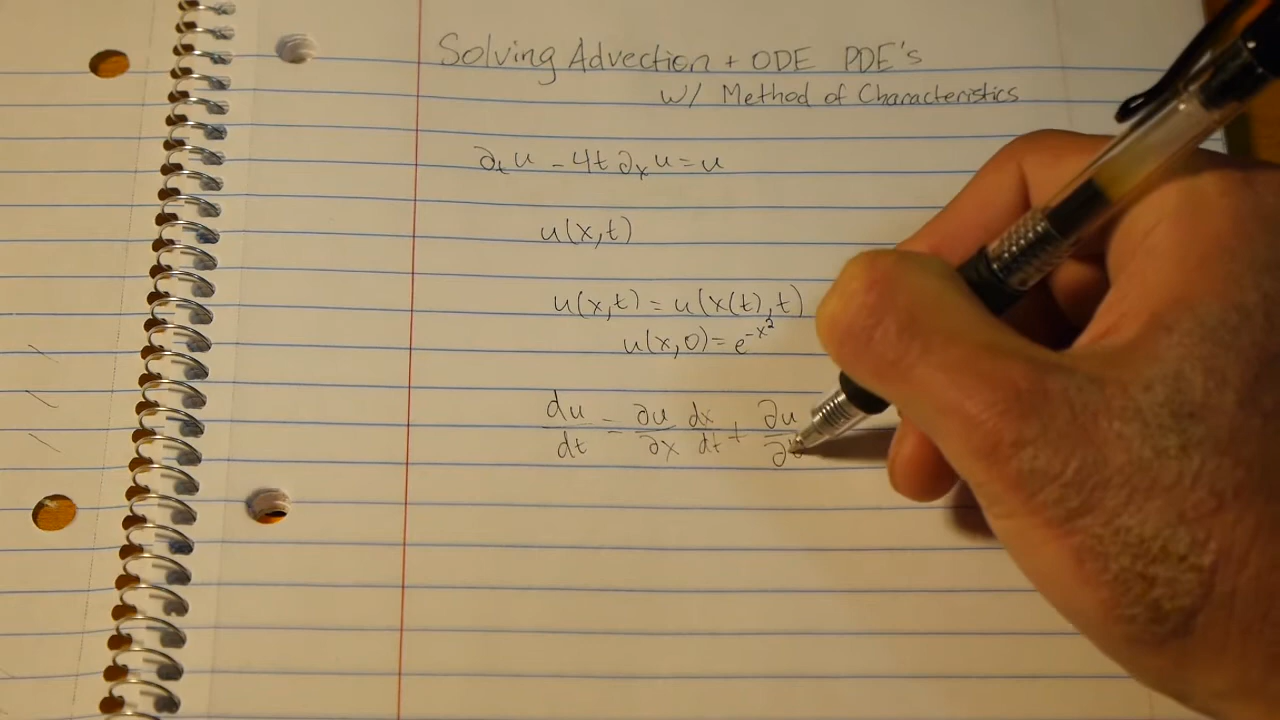 Solving Advection + ODE PDE's
w/ Method of Characteristics
∂ₜu - 4t ∂ₓu = u
u(x,t)
u(x,t) = u(x(t),t)
u(x,0) = e^{-x²}
du/dt = ∂u/∂x dx/dt + ∂u/∂t